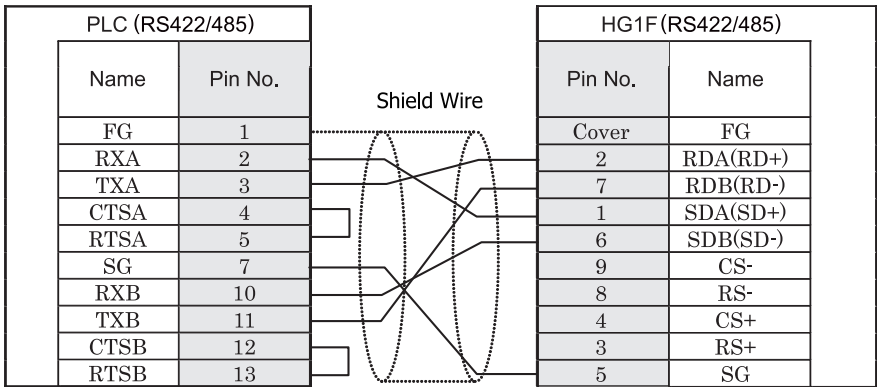 PLC (RS422/485) HG1F(RS422/485)
Name Pin No. Pin No. Name
Shield Wire
FG 1 Cover FG
RXA 2 2 RDA(RD+)
TXA 3 7 RDB(RD-)
CTSA 4 1 SDA(SD+)
RTSA 5 6 SDB(SD-)
SG 7 9 CS-
RXB 10 8 RS-
TXB 11 4 CS+
CTSB 12 3 RS+
RTSB 13 5 SG